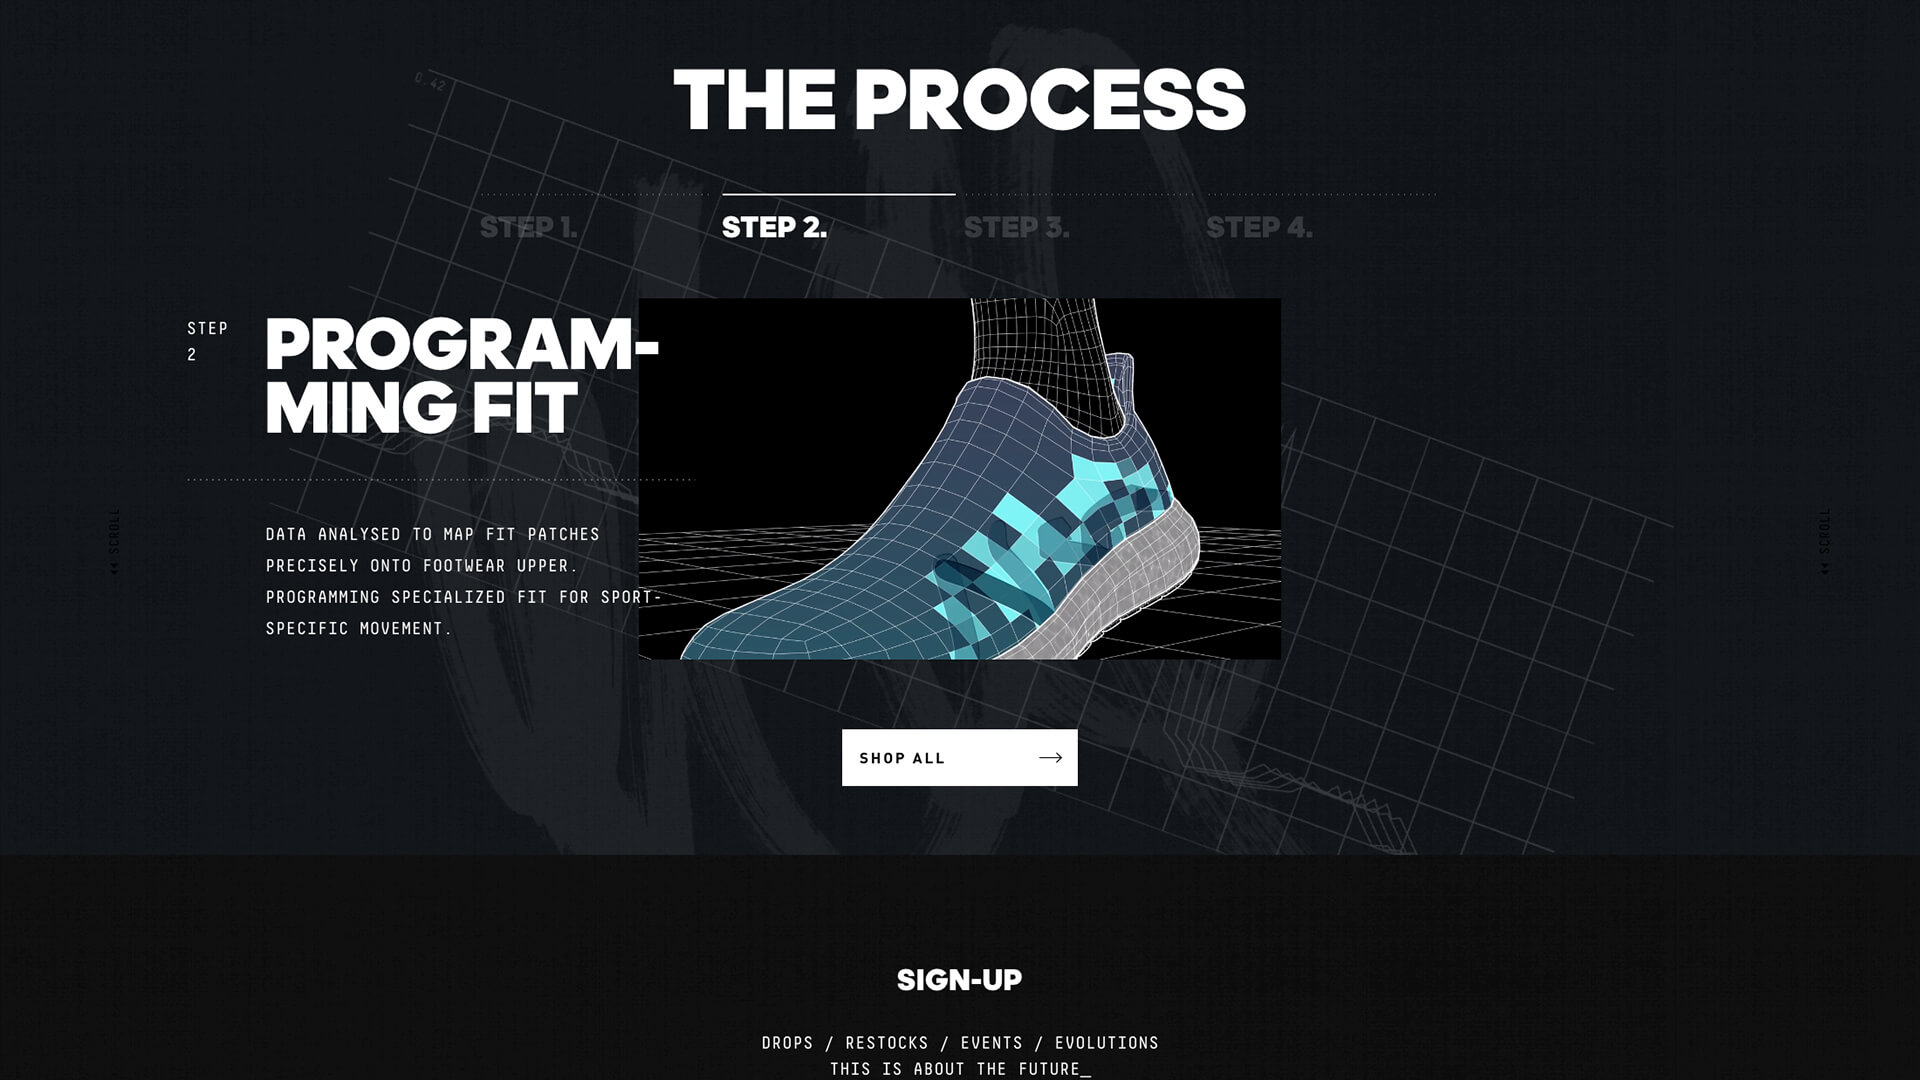 0.42
THE PROCESS
STEP 1.
STEP 2.
STEP 3.
STEP 4.
STEP
2
PROGRAM-
MING FIT
DATA ANALYSED TO MAP FIT PATCHES
PRECISELY ONTO FOOTWEAR UPPER.
PROGRAMMING SPECIALIZED FIT FOR SPORT-
SPECIFIC MOVEMENT.
SCROLL
SCROLL
SHOP ALL
SIGN-UP
DROPS / RESTOCKS / EVENTS / EVOLUTIONS
THIS IS ABOUT THE FUTURE_